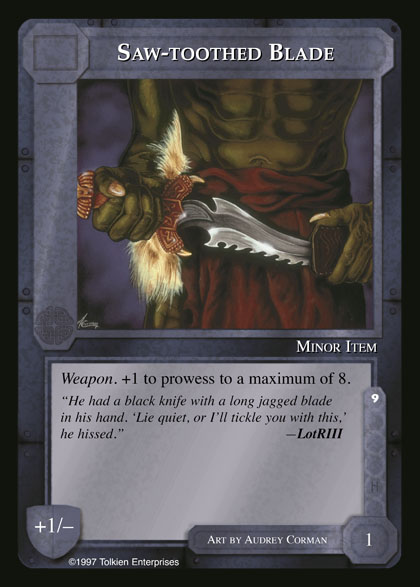 SAW-TOOTHED BLADE
MINOR ITEM
Weapon. +1 to prowess to a maximum of 8.
“He had a black knife with a long jagged blade
in his hand. ‘Lie quiet, or I’ll tickle you with this,’
he hissed.” —LotRIII
9
H
+1/–
ART BY AUDREY CORMAN
1
©1997 Tolkien Enterprises